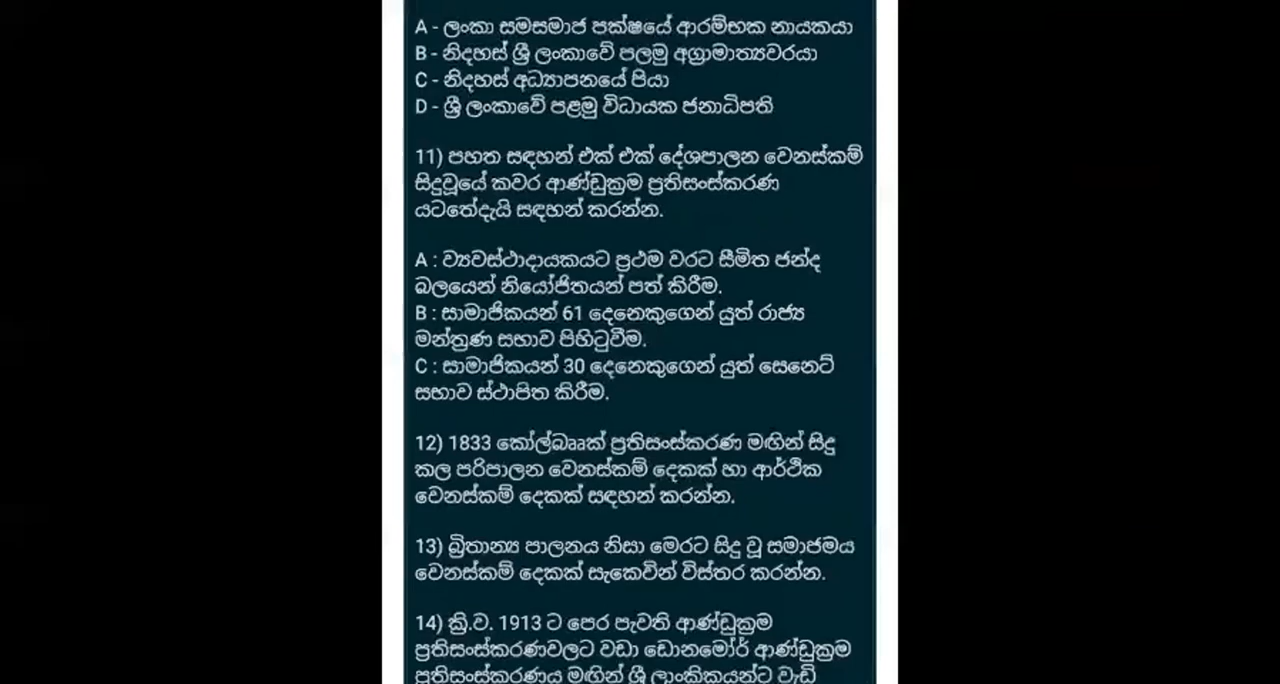 A - ලංකා සමසමාජ පක්ෂයේ ආරම්භක නායකයා
B - නිදහස් ශ්‍රී ලංකාවේ පලමු අග්‍රාමාත්‍යවරයා
C - නිදහස් අධ්‍යාපනයේ පියා
D - ශ්‍රී ලංකාවේ පළමු විධායක ජනාධිපති
11) පහත සඳහන් එක් එක් දේශපාලන වෙනස්කම්
සිදුවූයේ කවර ආණ්ඩුක්‍රම ප්‍රතිසංස්කරණ
යටතේදැයි සඳහන් කරන්න.
A : ව්‍යවස්ථාදායකයට ප්‍රථම වරට සීමිත ඡන්ද
බලයෙන් නියෝජිතයන් පත් කිරීම.
B : සාමාජිකයන් 61 දෙනෙකුගෙන් යුත් රාජ්‍ය
මන්ත්‍රණ සභාව පිහිටුවීම.
C : සාමාජිකයන් 30 දෙනෙකුගෙන් යුත් සෙනෙට්
සභාව ස්ථාපිත කිරීම.
12) 1833 කෝල්බෲක් ප්‍රතිසංස්කරණ මඟින් සිදු
කල පරිපාලන වෙනස්කම් දෙකක් හා ආර්ථික
වෙනස්කම් දෙකක් සඳහන් කරන්න.
13) බ්‍රිතාන්‍ය පාලනය නිසා මෙරට සිදු වූ සමාජමය
වෙනස්කම් දෙකක් සැකෙවින් විස්තර කරන්න.
14) ක්‍රි.ව. 1913 ට පෙර පැවති ආණ්ඩුක්‍රම
ප්‍රතිසංස්කරණවලට වඩා ඩොනමෝර් ආණ්ඩුක්‍රම
ප්‍රතිසංස්කරණය මඟින් ශ්‍රී ලාංකිකයන්ට වැඩි